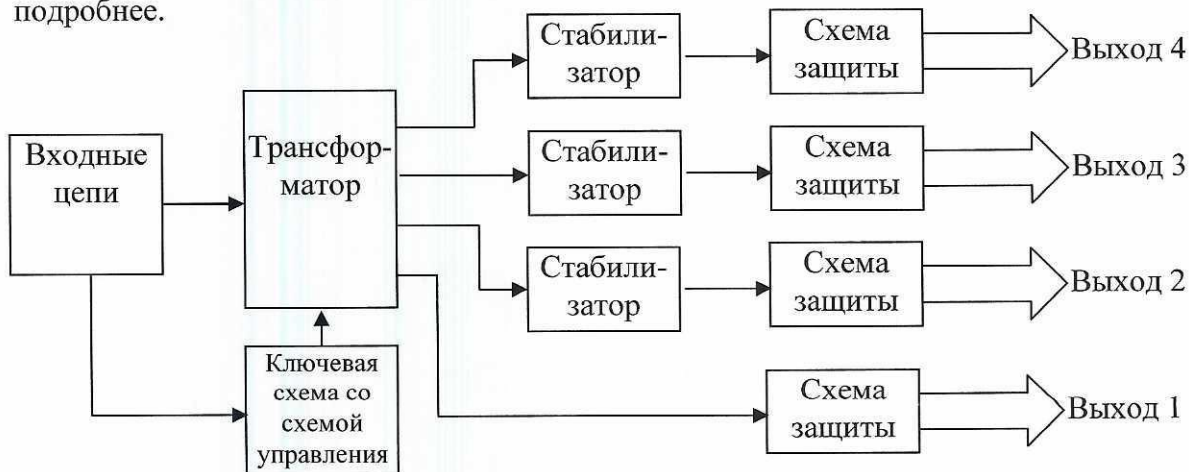 подробнее.
Стабили-
затор
Схема
защиты
Выход 4
Входные
цепи
Трансфор-
матор
Стабили-
затор
Схема
защиты
Выход 3
Стабили-
затор
Схема
защиты
Выход 2
Ключевая
схема со
схемой
управления
Схема
защиты
Выход 1